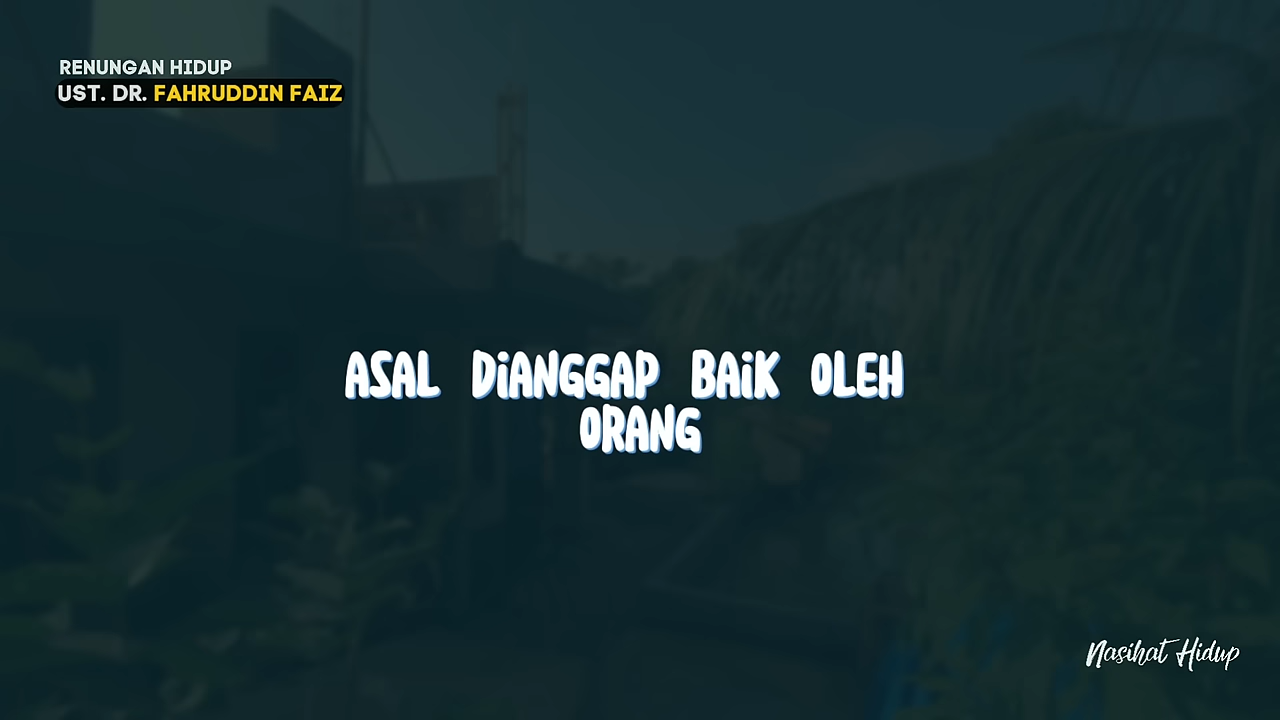 RENUNGAN HIDUP
UST. DR. FAHRUDDIN FAIZ
ASAL DiANGGAP BAiK OLEH
ORANG
Nasihat Hidup